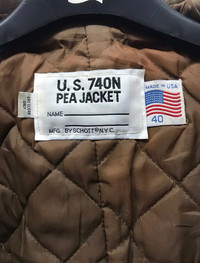 U.S. 740N
PEA JACKET
NAME
MFG. BY SCHOTT N.Y.C.
MADE IN USA
40